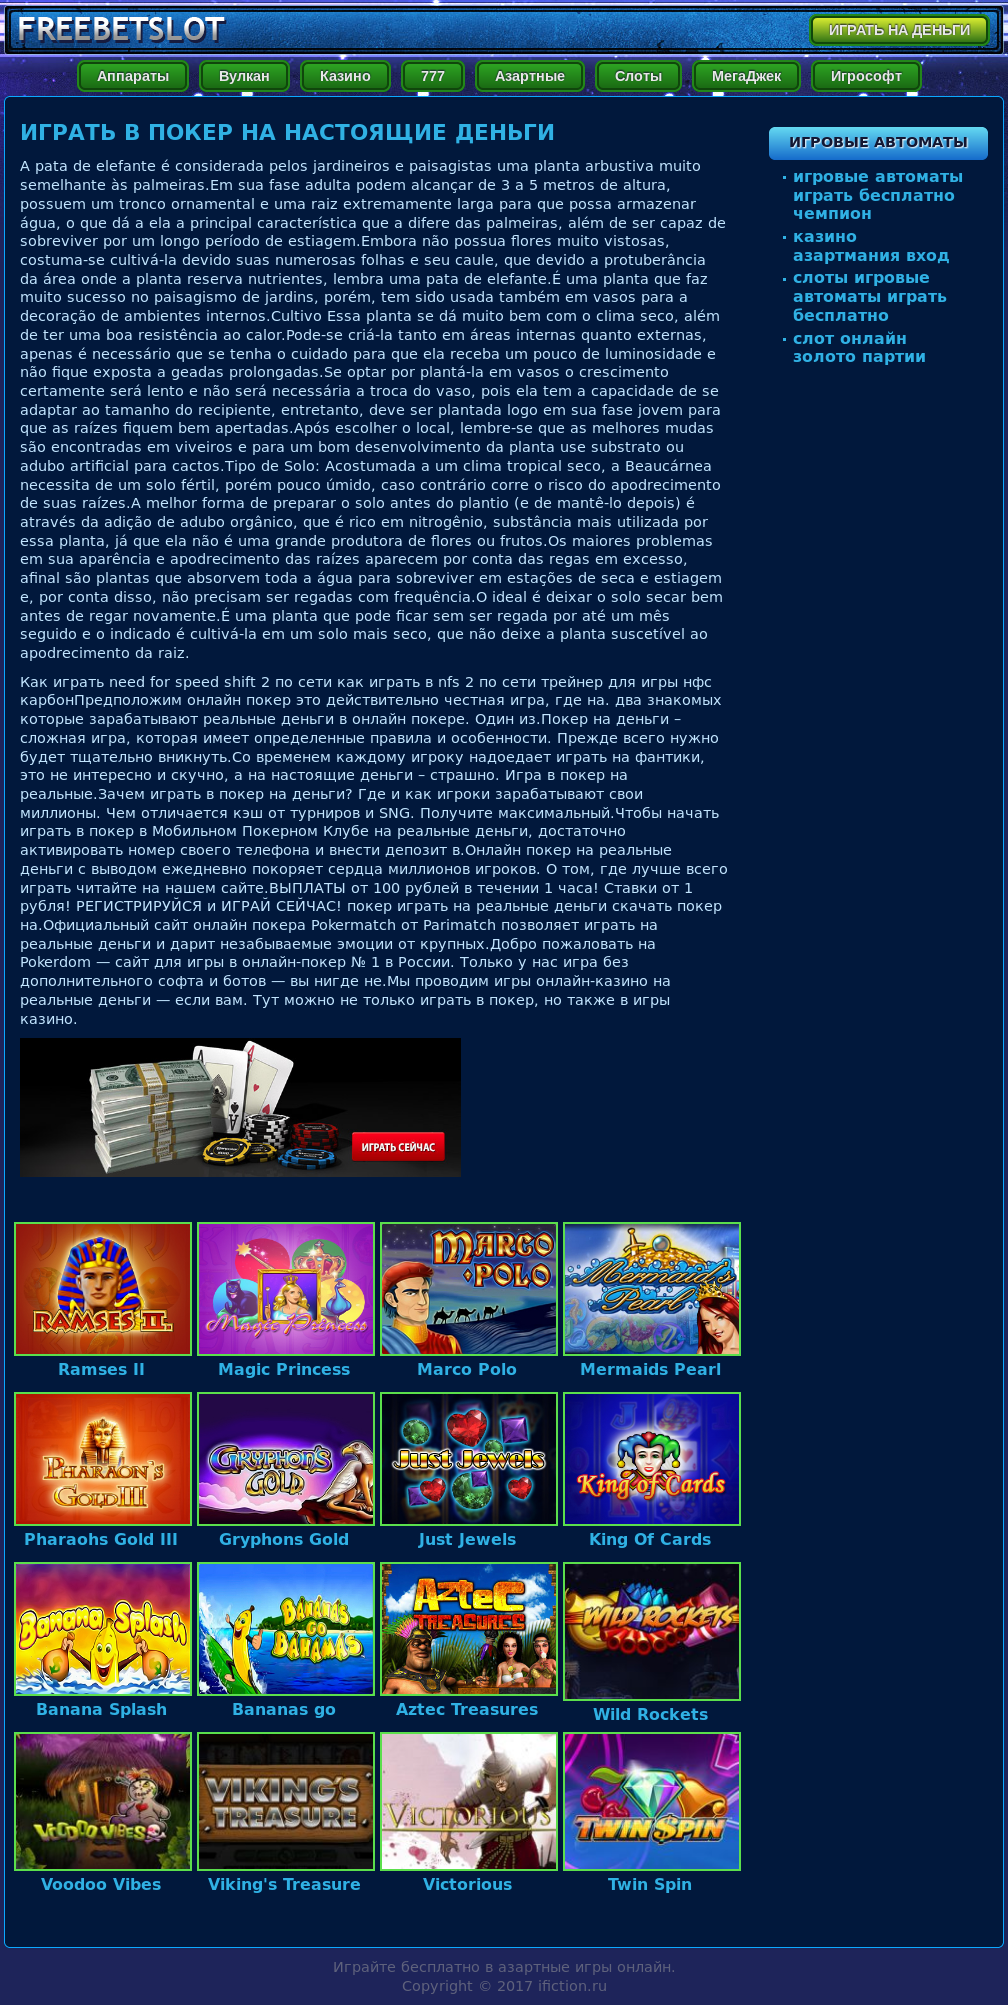 FREEBETSLOT
ИГРАТЬ НА ДЕНЬГИ
Аппараты
Вулкан
Казино
777
Азартные
Слоты
МегаДжек
Игрософт
ИГРАТЬ В ПОКЕР НА НАСТОЯЩИЕ ДЕНЬГИ
A pata de elefante é considerada pelos jardineiros e paisagistas uma planta arbustiva muito
semelhante às palmeiras.Em sua fase adulta podem alcançar de 3 a 5 metros de altura,
possuem um tronco ornamental e uma raiz extremamente larga para que possa armazenar
água, o que dá a ela a principal característica que a difere das palmeiras, além de ser capaz de
sobreviver por um longo período de estiagem.Embora não possua flores muito vistosas,
costuma-se cultivá-la devido suas numerosas folhas e seu caule, que devido a protuberância
da área onde a planta reserva nutrientes, lembra uma pata de elefante.É uma planta que faz
muito sucesso no paisagismo de jardins, porém, tem sido usada também em vasos para a
decoração de ambientes internos.Cultivo Essa planta se dá muito bem com o clima seco, além
de ter uma boa resistência ao calor.Pode-se criá-la tanto em áreas internas quanto externas,
apenas é necessário que se tenha o cuidado para que ela receba um pouco de luminosidade e
não fique exposta a geadas prolongadas.Se optar por plantá-la em vasos o crescimento
certamente será lento e não será necessária a troca do vaso, pois ela tem a capacidade de se
adaptar ao tamanho do recipiente, entretanto, deve ser plantada logo em sua fase jovem para
que as raízes fiquem bem apertadas.Após escolher o local, lembre-se que as melhores mudas
são encontradas em viveiros e para um bom desenvolvimento da planta use substrato ou
adubo artificial para cactos.Tipo de Solo: Acostumada a um clima tropical seco, a Beaucárnea
necessita de um solo fértil, porém pouco úmido, caso contrário corre o risco do apodrecimento
de suas raízes.A melhor forma de preparar o solo antes do plantio (e de mantê-lo depois) é
através da adição de adubo orgânico, que é rico em nitrogênio, substância mais utilizada por
essa planta, já que ela não é uma grande produtora de flores ou frutos.Os maiores problemas
em sua aparência e apodrecimento das raízes aparecem por conta das regas em excesso,
afinal são plantas que absorvem toda a água para sobreviver em estações de seca e estiagem
e, por conta disso, não precisam ser regadas com frequência.O ideal é deixar o solo secar bem
antes de regar novamente.É uma planta que pode ficar sem ser regada por até um mês
seguido e o indicado é cultivá-la em um solo mais seco, que não deixe a planta suscetível ao
apodrecimento da raiz.
Как играть need for speed shift 2 по сети как играть в nfs 2 по сети трейнер для игры нфс
карбонПредположим онлайн покер это действительно честная игра, где на. два знакомых
которые зарабатывают реальные деньги в онлайн покере. Один из.Покер на деньги –
сложная игра, которая имеет определенные правила и особенности. Прежде всего нужно
будет тщательно вникнуть.Со временем каждому игроку надоедает играть на фантики,
это не интересно и скучно, а на настоящие деньги – страшно. Игра в покер на
реальные.Зачем играть в покер на деньги? Где и как игроки зарабатывают свои
миллионы. Чем отличается кэш от турниров и SNG. Получите максимальный.Чтобы начать
играть в покер в Мобильном Покерном Клубе на реальные деньги, достаточно
активировать номер своего телефона и внести депозит в.Онлайн покер на реальные
деньги с выводом ежедневно покоряет сердца миллионов игроков. О том, где лучше всего
играть читайте на нашем сайте.ВЫПЛАТЫ от 100 рублей в течении 1 часа! Ставки от 1
рубля! РЕГИСТРИРУЙСЯ и ИГРАЙ СЕЙЧАС! покер играть на реальные деньги скачать покер
на.Официальный сайт онлайн покера Pokermatch от Parimatch позволяет играть на
реальные деньги и дарит незабываемые эмоции от крупных.Добро пожаловать на
Pokerdom — сайт для игры в онлайн-покер № 1 в России. Только у нас игра без
дополнительного софта и ботов — вы нигде не.Мы проводим игры онлайн-казино на
реальные деньги — если вам. Тут можно не только играть в покер, но также в игры
казино.
A
A
A
ИГРАТЬ СЕЙЧАС
ИГРОВЫЕ АВТОМАТЫ
игровые автоматы
играть бесплатно
чемпион
казино
азартмания вход
слоты игровые
автоматы играть
бесплатно
слот онлайн
золото партии
RAMSES II.
Magic Princess
MARCO
POLO
Mermaid's
Pearl
Ramses II
Magic Princess
Marco Polo
Mermaids Pearl
PHARAON'S
GOLD III
GRYPHON'S
GOLD
Just Jewels
King of Cards
Pharaohs Gold III
Gryphons Gold
Just Jewels
King Of Cards
Banana Splash
BANANAS
GO
BAHAMAS
AZTEC
TREASURES
WILD ROCKETS
Banana Splash
Bananas go
Aztec Treasures
Wild Rockets
VOODOO VIBES
VIKING'S
TREASURE
VICTORIOUS
TWIN SPIN
Voodoo Vibes
Viking's Treasure
Victorious
Twin Spin
Играйте бесплатно в азартные игры онлайн.
Copyright © 2017 ifiction.ru